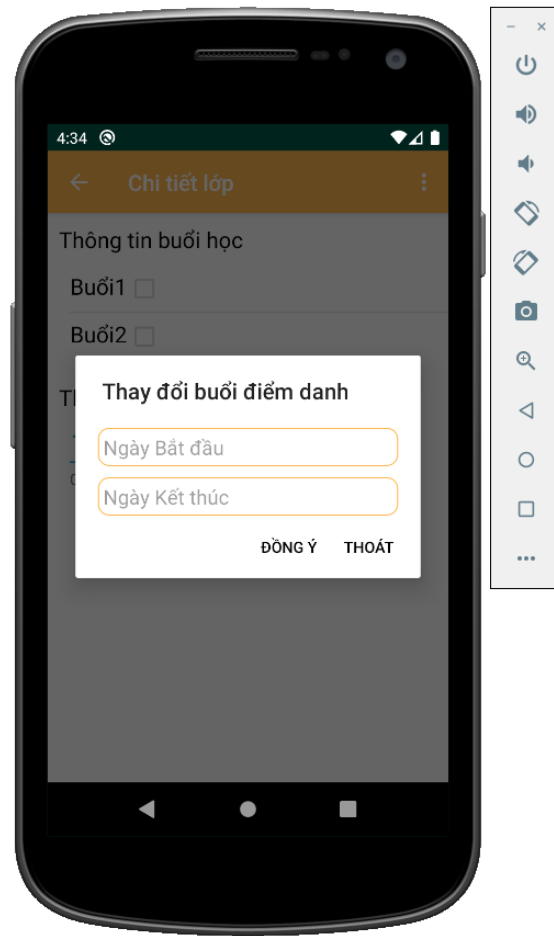 4:34
Chi tiết lớp
Thông tin buổi học
Buổi1
Buổi2
Thay đổi buổi điểm danh
Ngày Bắt đầu
Ngày Kết thúc
ĐỒNG Ý THOÁT